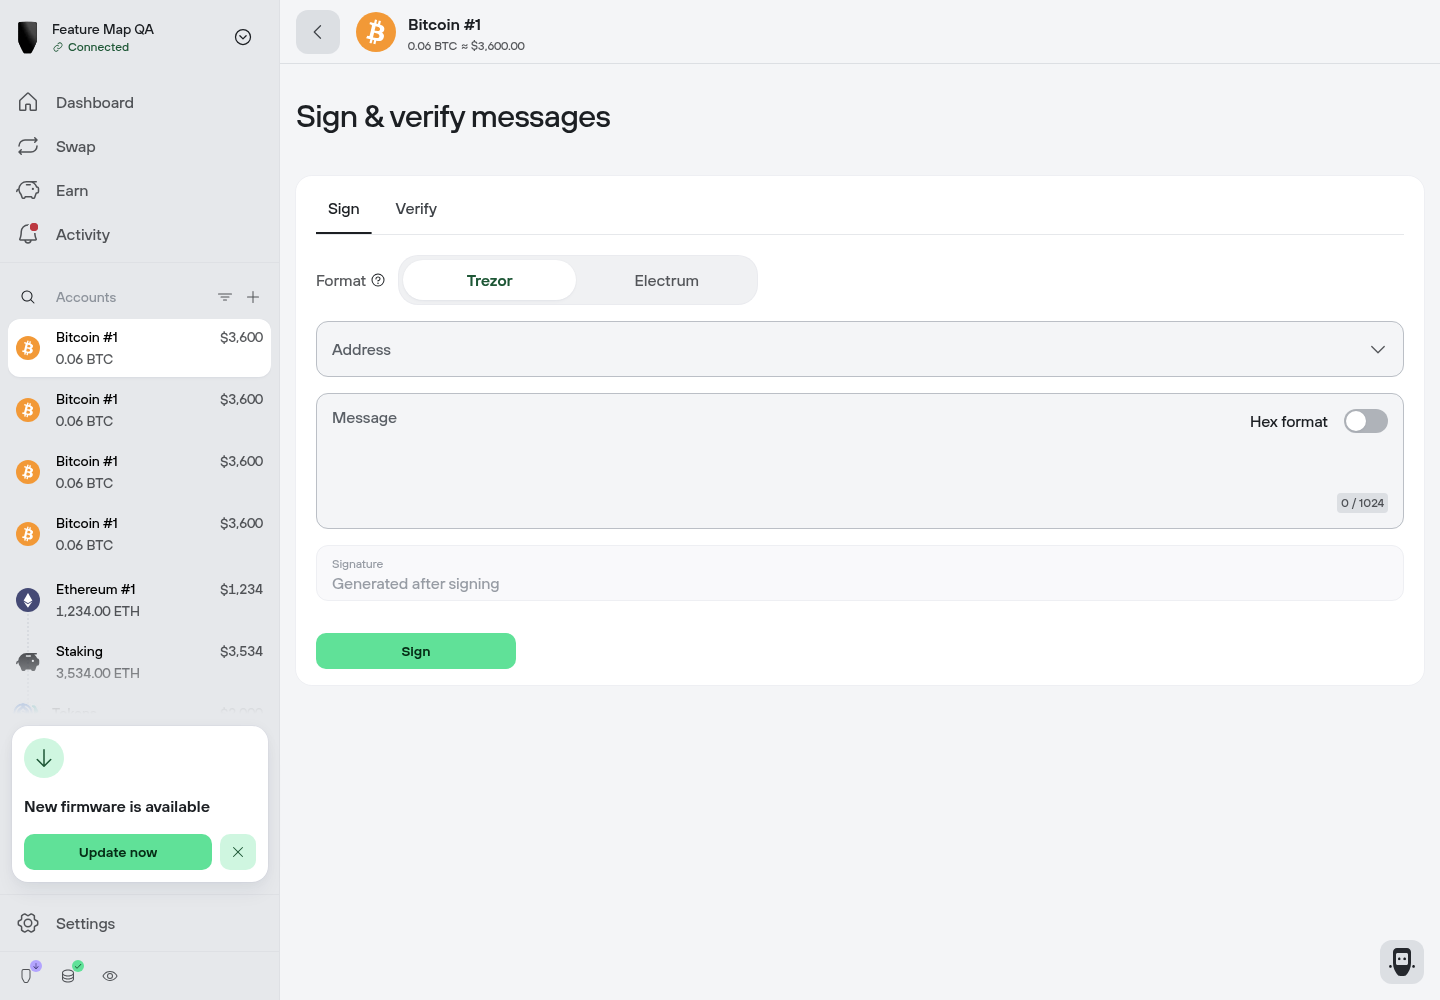 Feature Map QA
Connected
Dashboard
Swap
Earn
Activity
Accounts
Bitcoin #1 $3,600
0.06 BTC
Bitcoin #1 $3,600
0.06 BTC
Bitcoin #1 $3,600
0.06 BTC
Bitcoin #1 $3,600
0.06 BTC
Ethereum #1 $1,234
1,234.00 ETH
Staking $3,534
3,534.00 ETH
New firmware is available
Update now
Settings
Bitcoin #1
0.06 BTC ≈ $3,600.00
Sign & verify messages
Sign Verify
Format Trezor Electrum
Address
Message Hex format
0 / 1024
Signature
Generated after signing
Sign